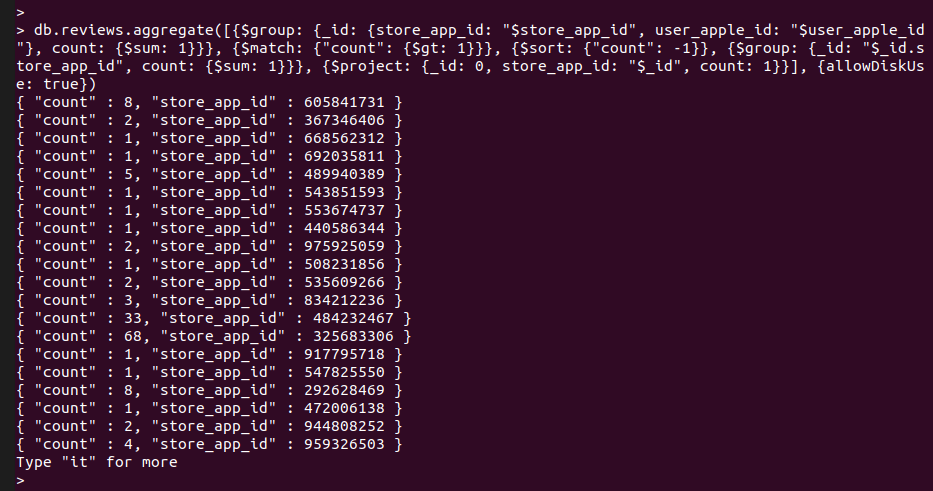 >
> db.reviews.aggregate([{$group: {_id: {store_app_id: "$store_app_id", user_apple_id: "$user_apple_id
"}, count: {$sum: 1}}}, {$match: {"count": {$gt: 1}}}, {$sort: {"count": -1}}, {$group: {_id: "$_id.s
tore_app_id", count: {$sum: 1}}}, {$project: {_id: 0, store_app_id: "$_id", count: 1}}], {allowDiskUs
e: true})
{ "count" : 8, "store_app_id" : 605841731 }
{ "count" : 2, "store_app_id" : 367346406 }
{ "count" : 1, "store_app_id" : 668562312 }
{ "count" : 1, "store_app_id" : 692035811 }
{ "count" : 5, "store_app_id" : 489940389 }
{ "count" : 1, "store_app_id" : 543851593 }
{ "count" : 1, "store_app_id" : 553674737 }
{ "count" : 1, "store_app_id" : 440586344 }
{ "count" : 2, "store_app_id" : 975925059 }
{ "count" : 1, "store_app_id" : 508231856 }
{ "count" : 2, "store_app_id" : 535609266 }
{ "count" : 3, "store_app_id" : 834212236 }
{ "count" : 33, "store_app_id" : 484232467 }
{ "count" : 68, "store_app_id" : 325683306 }
{ "count" : 1, "store_app_id" : 917795718 }
{ "count" : 1, "store_app_id" : 547825550 }
{ "count" : 8, "store_app_id" : 292628469 }
{ "count" : 1, "store_app_id" : 472006138 }
{ "count" : 2, "store_app_id" : 944808252 }
{ "count" : 4, "store_app_id" : 959326503 }
Type "it" for more
>